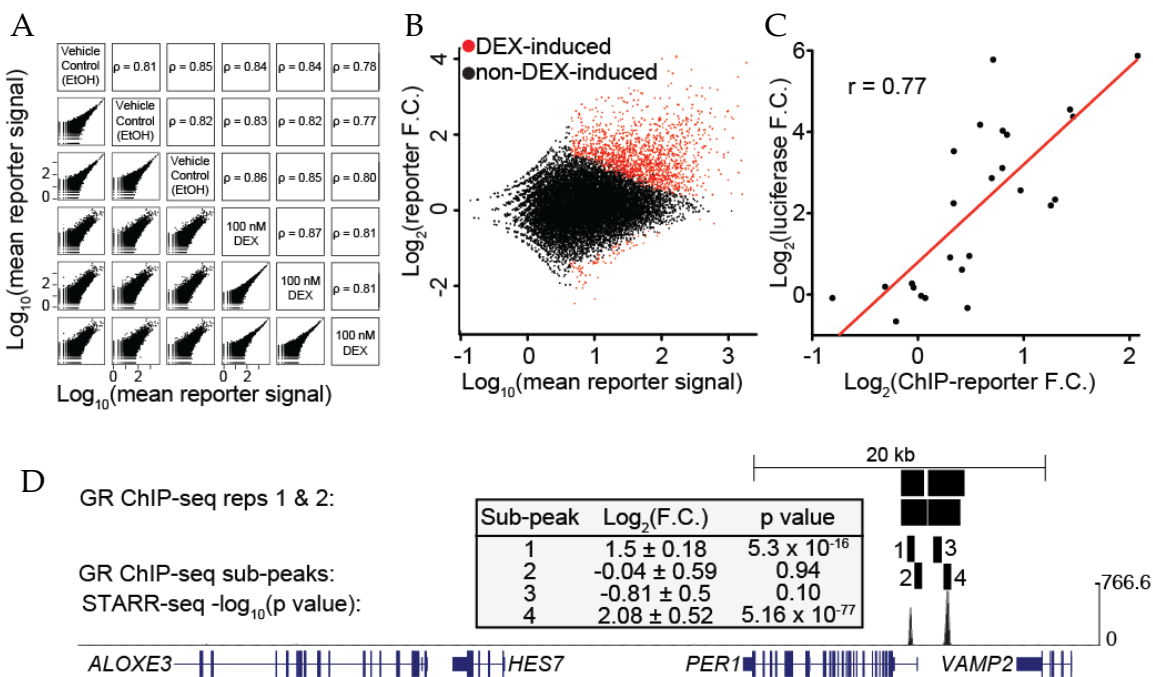 A
Vehicle Control (EtOH)
ρ = 0.81
ρ = 0.85
ρ = 0.84
ρ = 0.84
ρ = 0.78
Vehicle Control (EtOH)
ρ = 0.82
ρ = 0.83
ρ = 0.82
ρ = 0.77
Vehicle Control (EtOH)
ρ = 0.86
ρ = 0.85
ρ = 0.80
100 nM DEX
ρ = 0.87
ρ = 0.81
100 nM DEX
ρ = 0.81
100 nM DEX
2
0
2
0
0 2
0 2
Log10(mean reporter signal)
Log10(mean reporter signal)
B
DEX-induced
non-DEX-induced
4
2
0
-2
-1 0 1 2 3
Log2(reporter F.C.)
Log10(mean reporter signal)
C
r = 0.77
6
4
2
0
-1 0 1 2
Log2(luciferase F.C.)
Log2(ChIP-reporter F.C.)
D
20 kb
GR ChIP-seq reps 1 & 2:
GR ChIP-seq sub-peaks:
STARR-seq -log10(p value):
Sub-peak Log2(F.C.) p value
1 1.5 ± 0.18 5.3 x 10-16
2 -0.04 ± 0.59 0.94
3 -0.81 ± 0.5 0.10
4 2.08 ± 0.52 5.16 x 10-77
1 3
2 4
-766.6
0
ALOXE3 HES7 PER1 VAMP2